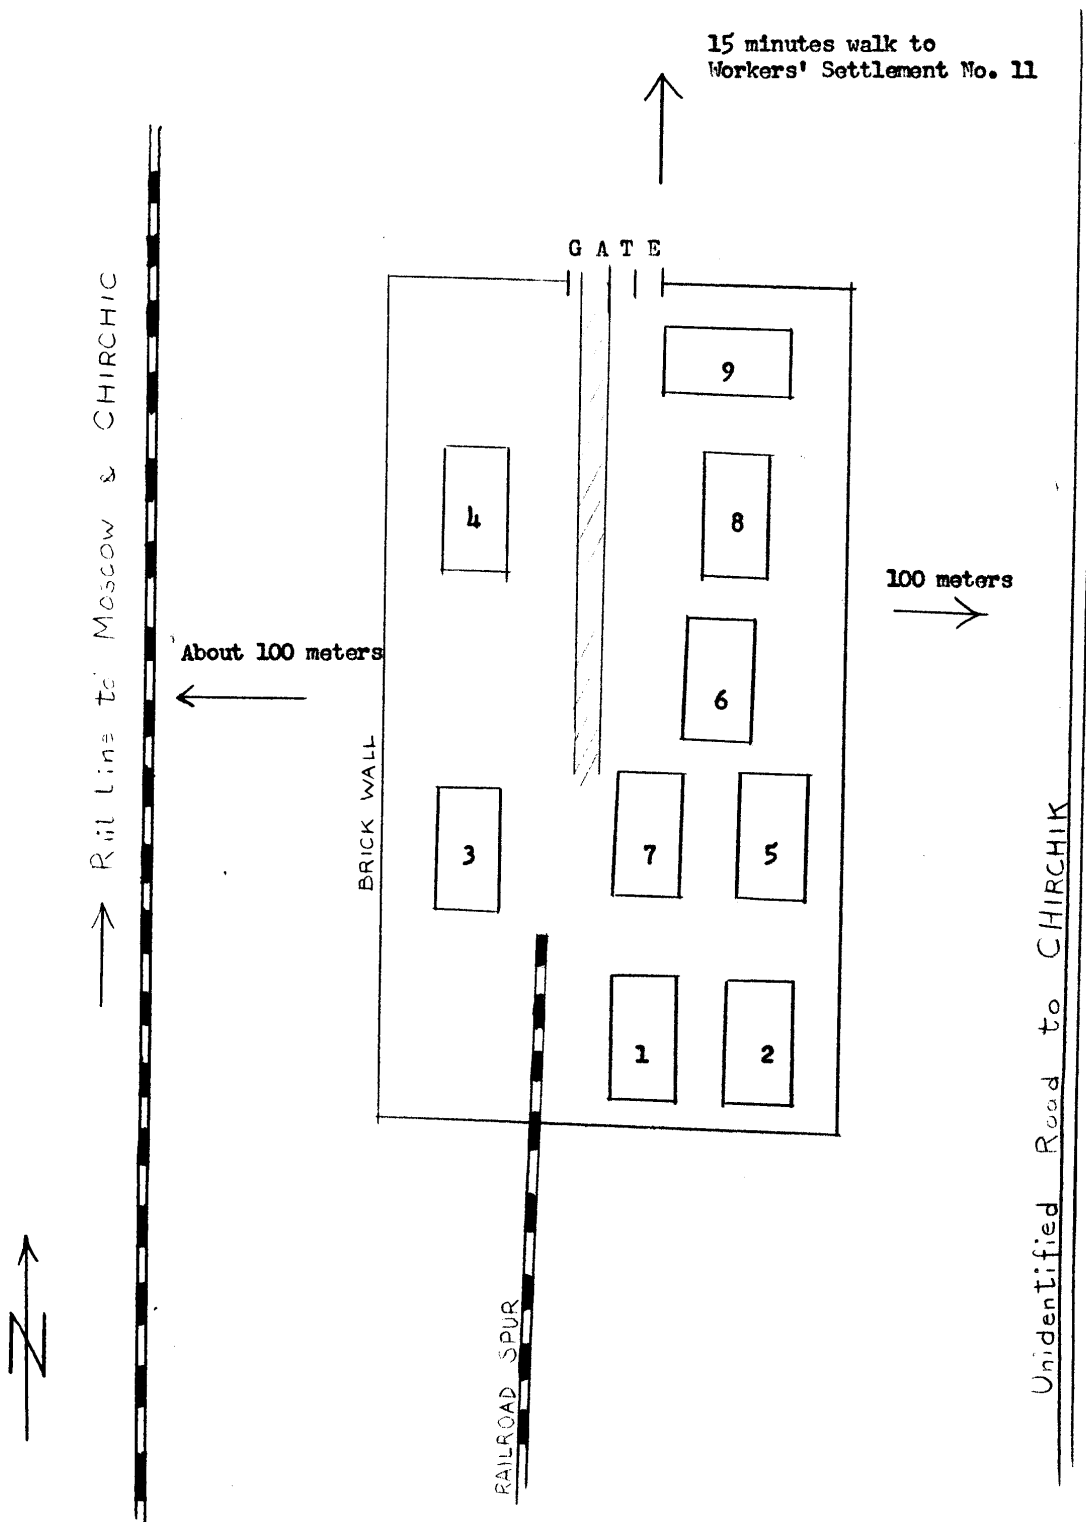 15 minutes walk to
Workers' Settlement No. 11
GATE
9
4
8
100 meters
About 100 meters
6
3
7
5
1
2
BRICK WALL
Rail Line to Moscow & CHIRCHIC
RAILROAD SPUR
Unidentified Road to CHIRCHIK
N